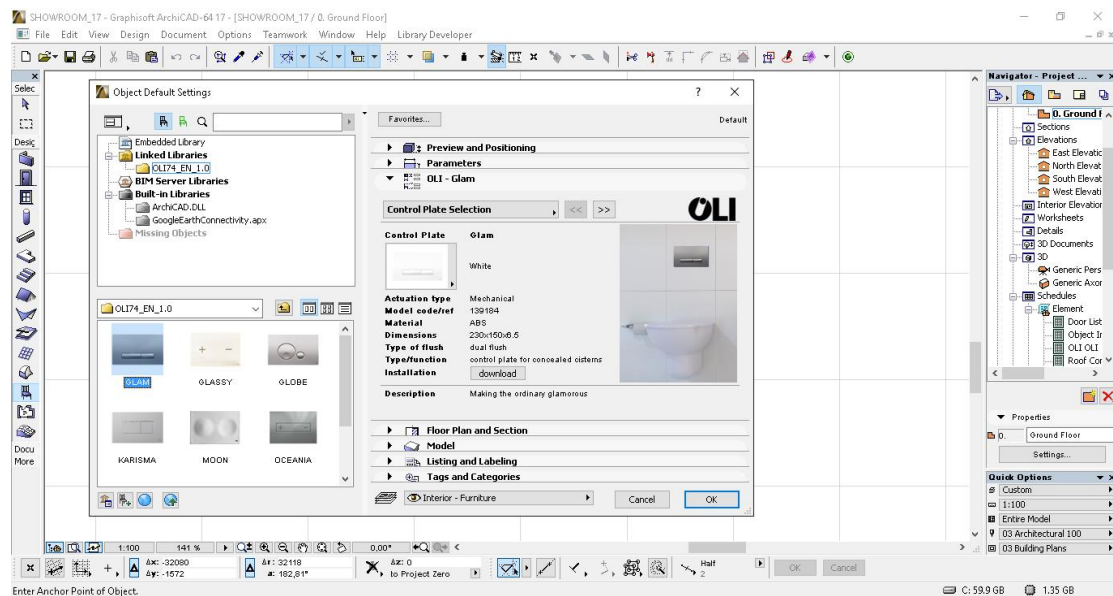 SHOWROOM_17 - Graphisoft ArchiCAD-64 17 - [SHOWROOM_17 / 0. Ground Floor]
File Edit View Design Document Options Teamwork Window Help Library Developer
Selec
Desig
Docu
More
Object Default Settings
Embedded Library
Linked Libraries
OLI74_EN_1.0
BIM Server Libraries
Built-in Libraries
ArchiCAD.DLL
GoogleEarthConnectivity.apx
Missing Objects
OLI74_EN_1.0
GLAM GLASSY GLOBE
KARISMA MOON OCEANIA
Favorites... Default
Preview and Positioning
Parameters
OLI - Glam
Control Plate Selection << >> OLI
Control Plate Glam
White
Actuation type Mechanical
Model code/ref 139184
Material ABS
Dimensions 230x150x6.5
Type of flush dual flush
Type/function control plate for concealed cisterns
Installation download
Description Making the ordinary glamorous
Floor Plan and Section
Model
Listing and Labeling
Tags and Categories
Interior - Furniture Cancel OK
Navigator - Project ...
0. Ground F
Sections
Elevations
East Elevatic
North Elevat
South Elevat
West Elevati
Interior Elevation
Worksheets
Details
3D Documents
3D
Generic Pers
Generic Axor
Schedules
Element
Door List
Object In
OLI OLI
Roof Cor
Properties
0. Ground Floor
Settings...
Quick Options
Custom
1:100
Entire Model
03 Architectural 100
03 Building Plans
1:100 141 % 0,00°
Δx: -32080 Δr: 32118 Δz: 0 Half
Δy: -1572 a: 182,81° to Project Zero 2 OK Cancel
Enter Anchor Point of Object. C: 59.9 GB 1.35 GB